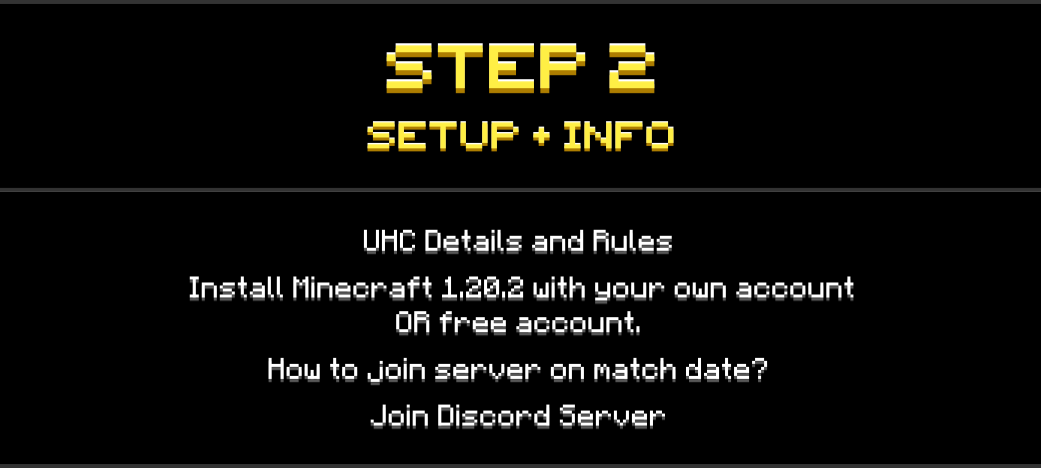 STEP 2
SETUP + INFO
UHC Details and Rules
Install Minecraft 1.20.2 with your own account
OR free account.
How to join server on match date?
Join Discord Server